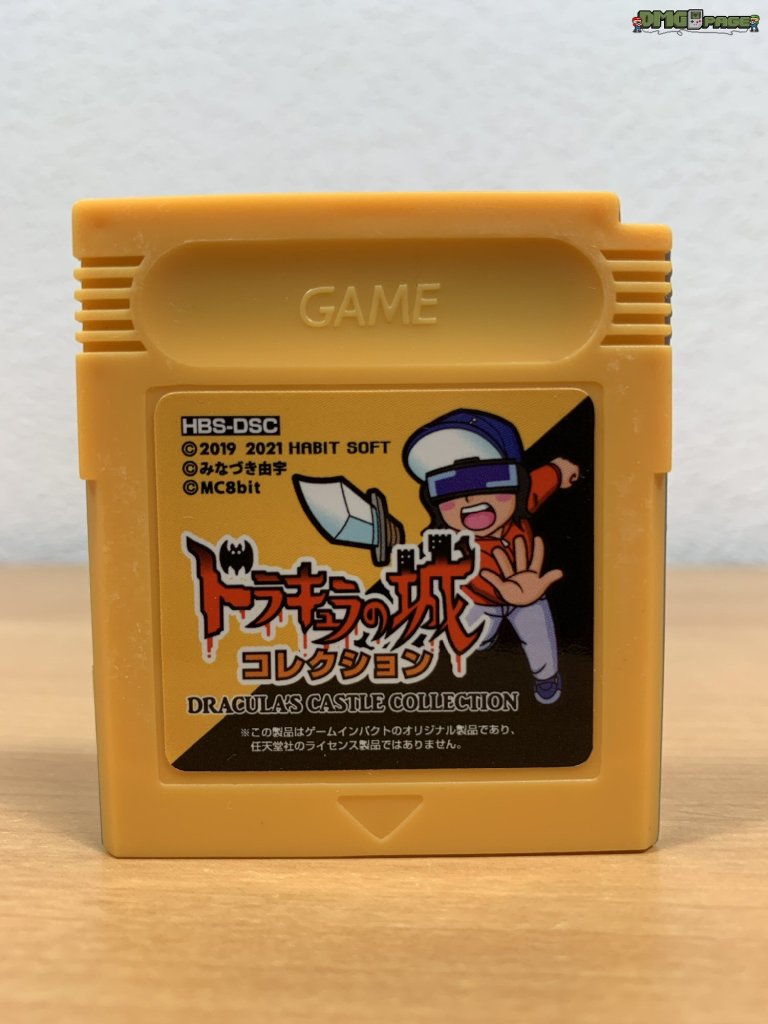 DMG PAGE
GAME
HBS-DSC
©2019 2021 HABIT SOFT
©みなづき由宇
©MC8bit
ドラキュラの城
コレクション
DRACULA'S CASTLE COLLECTION
※この製品はゲームインパクトのオリジナル製品であり、
任天堂社のライセンス製品ではありません。